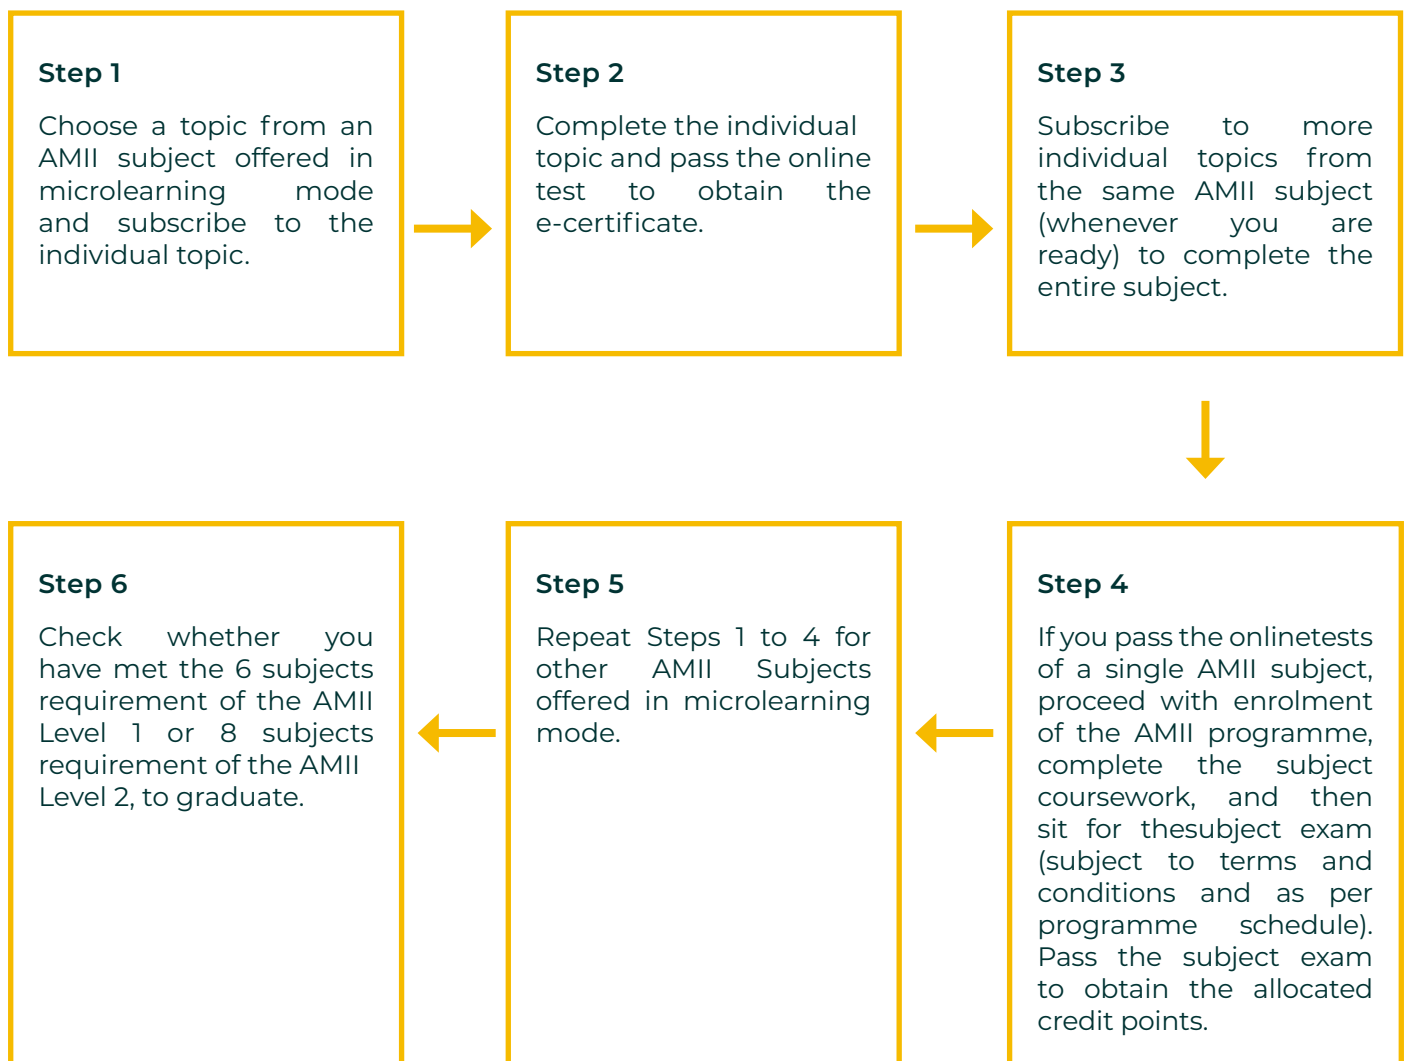 Step 1
Choose a topic from an
AMII subject offered in
microlearning mode
and subscribe to the
individual topic.
Step 2
Complete the individual
topic and pass the online
test to obtain the
e-certificate.
Step 3
Subscribe to more
individual topics from
the same AMII subject
(whenever you are
ready) to complete the
entire subject.
Step 4
If you pass the onlinetests
of a single AMII subject,
proceed with enrolment
of the AMII programme,
complete the subject
coursework, and then
sit for thesubject exam
(subject to terms and
conditions and as per
programme schedule).
Pass the subject exam
to obtain the allocated
credit points.
Step 5
Repeat Steps 1 to 4 for
other AMII Subjects
offered in microlearning
mode.
Step 6
Check whether you
have met the 6 subjects
requirement of the AMII
Level 1 or 8 subjects
requirement of the AMII
Level 2, to graduate.